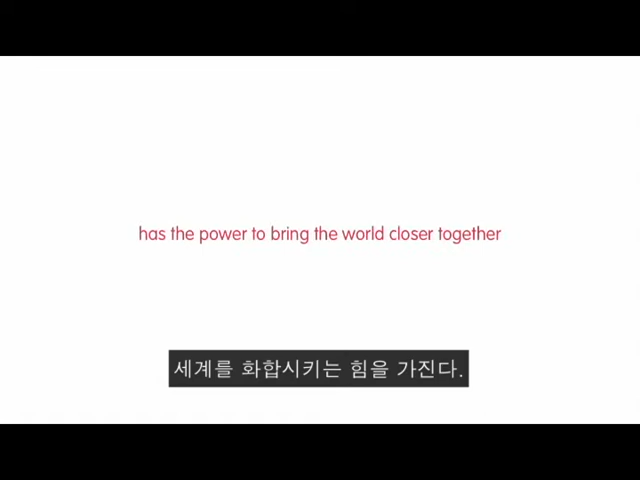 has the power to bring the world closer together
세계를 화합시키는 힘을 가진다.